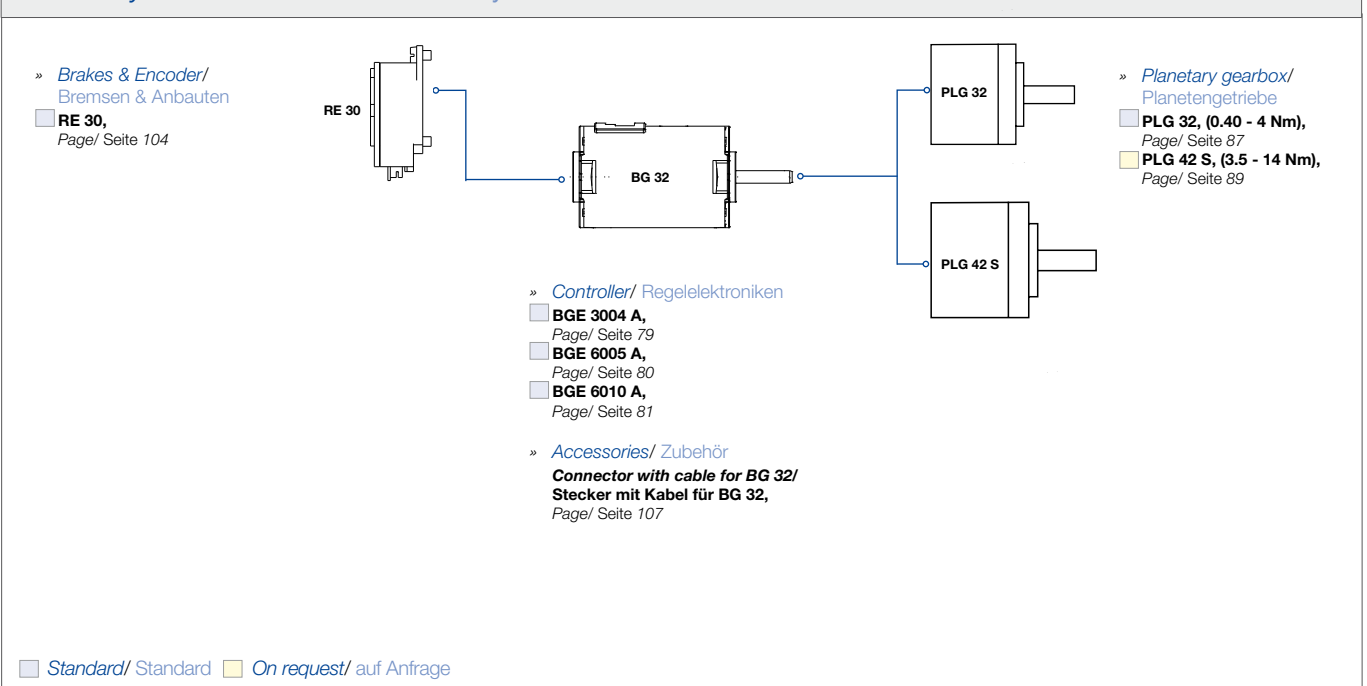 » Brakes & Encoder/
Bremsen & Anbauten
RE 30,
Page/ Seite 104
RE 30
BG 32
PLG 32
PLG 42 S
» Planetary gearbox/
Planetengetriebe
PLG 32, (0.40 - 4 Nm),
Page/ Seite 87
PLG 42 S, (3.5 - 14 Nm),
Page/ Seite 89
» Controller/ Regelelektroniken
BGE 3004 A,
Page/ Seite 79
BGE 6005 A,
Page/ Seite 80
BGE 6010 A,
Page/ Seite 81
» Accessories/ Zubehör
Connector with cable for BG 32/
Stecker mit Kabel für BG 32,
Page/ Seite 107
Standard/ Standard On request/ auf Anfrage